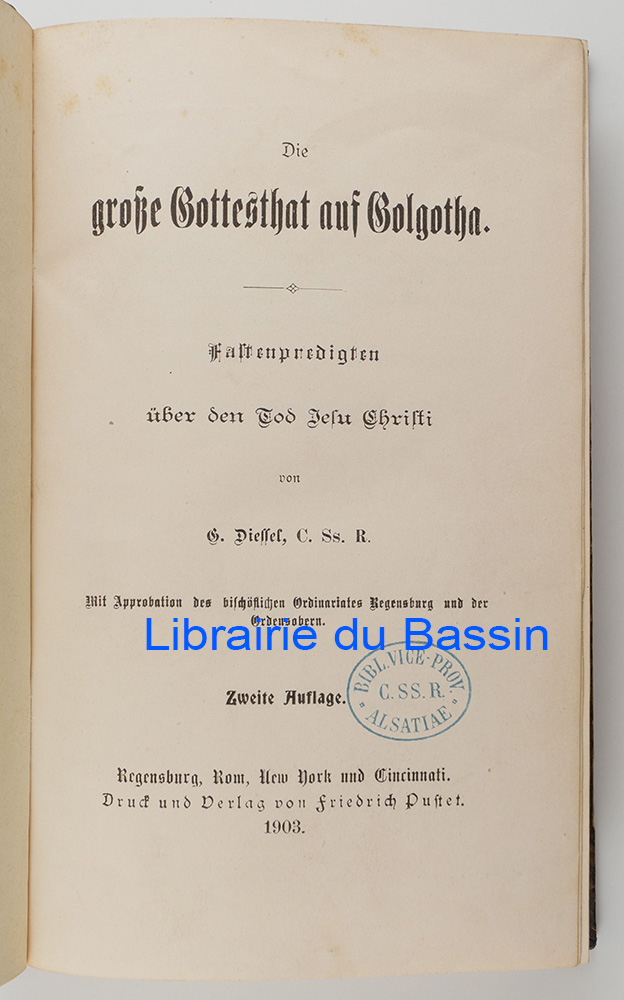 Die
große Gottesthat auf Golgotha.
Fastenpredigten
über den Tod Jesu Christi
von
G. Diessel, C. Ss. R.
Mit Approbation des bischöflichen Ordinariates Regensburg und der
Ordensobern.
Librairie du Bassin
Zweite Auflage.
BIBL. VICE-PROV.
C. SS. R.
ALSATIAE
Regensburg, Rom, New York und Cincinnati.
Druck und Verlag von Friedrich Pustet.
1903.